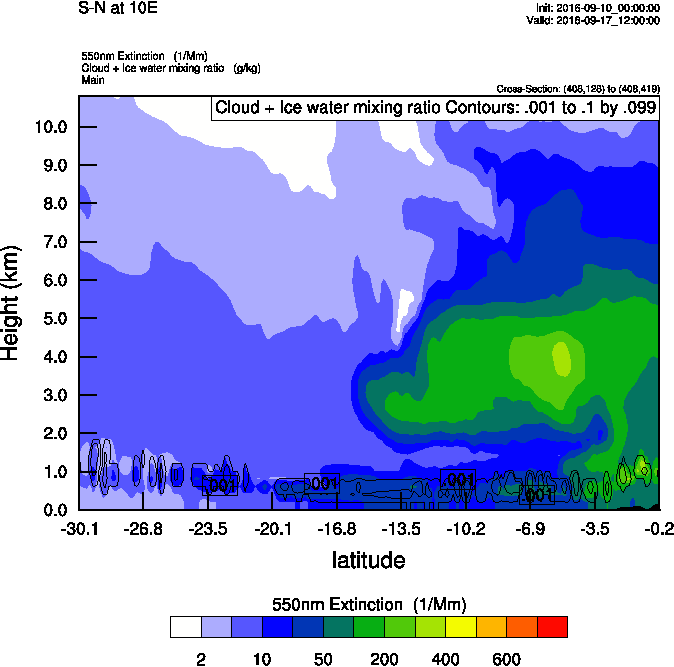 S-N at 10E
Init: 2016-09-10_00:00:00
Valid: 2016-09-17_12:00:00
550nm Extinction (1/Mm)
Cloud + Ice water mixing ratio (g/kg)
Main
Cross-Section: (408,128) to (408,419)
Cloud + Ice water mixing ratio Contours: .001 to .1 by .099
10.0
9.0
8.0
7.0
6.0
5.0
4.0
3.0
2.0
1.0
0.0
Height (km)
.001 .001 .001 .001
-30.1 -26.8 -23.5 -20.1 -16.8 -13.5 -10.2 -6.9 -3.5 -0.2
latitude
550nm Extinction (1/Mm)
2 10 50 200 400 600